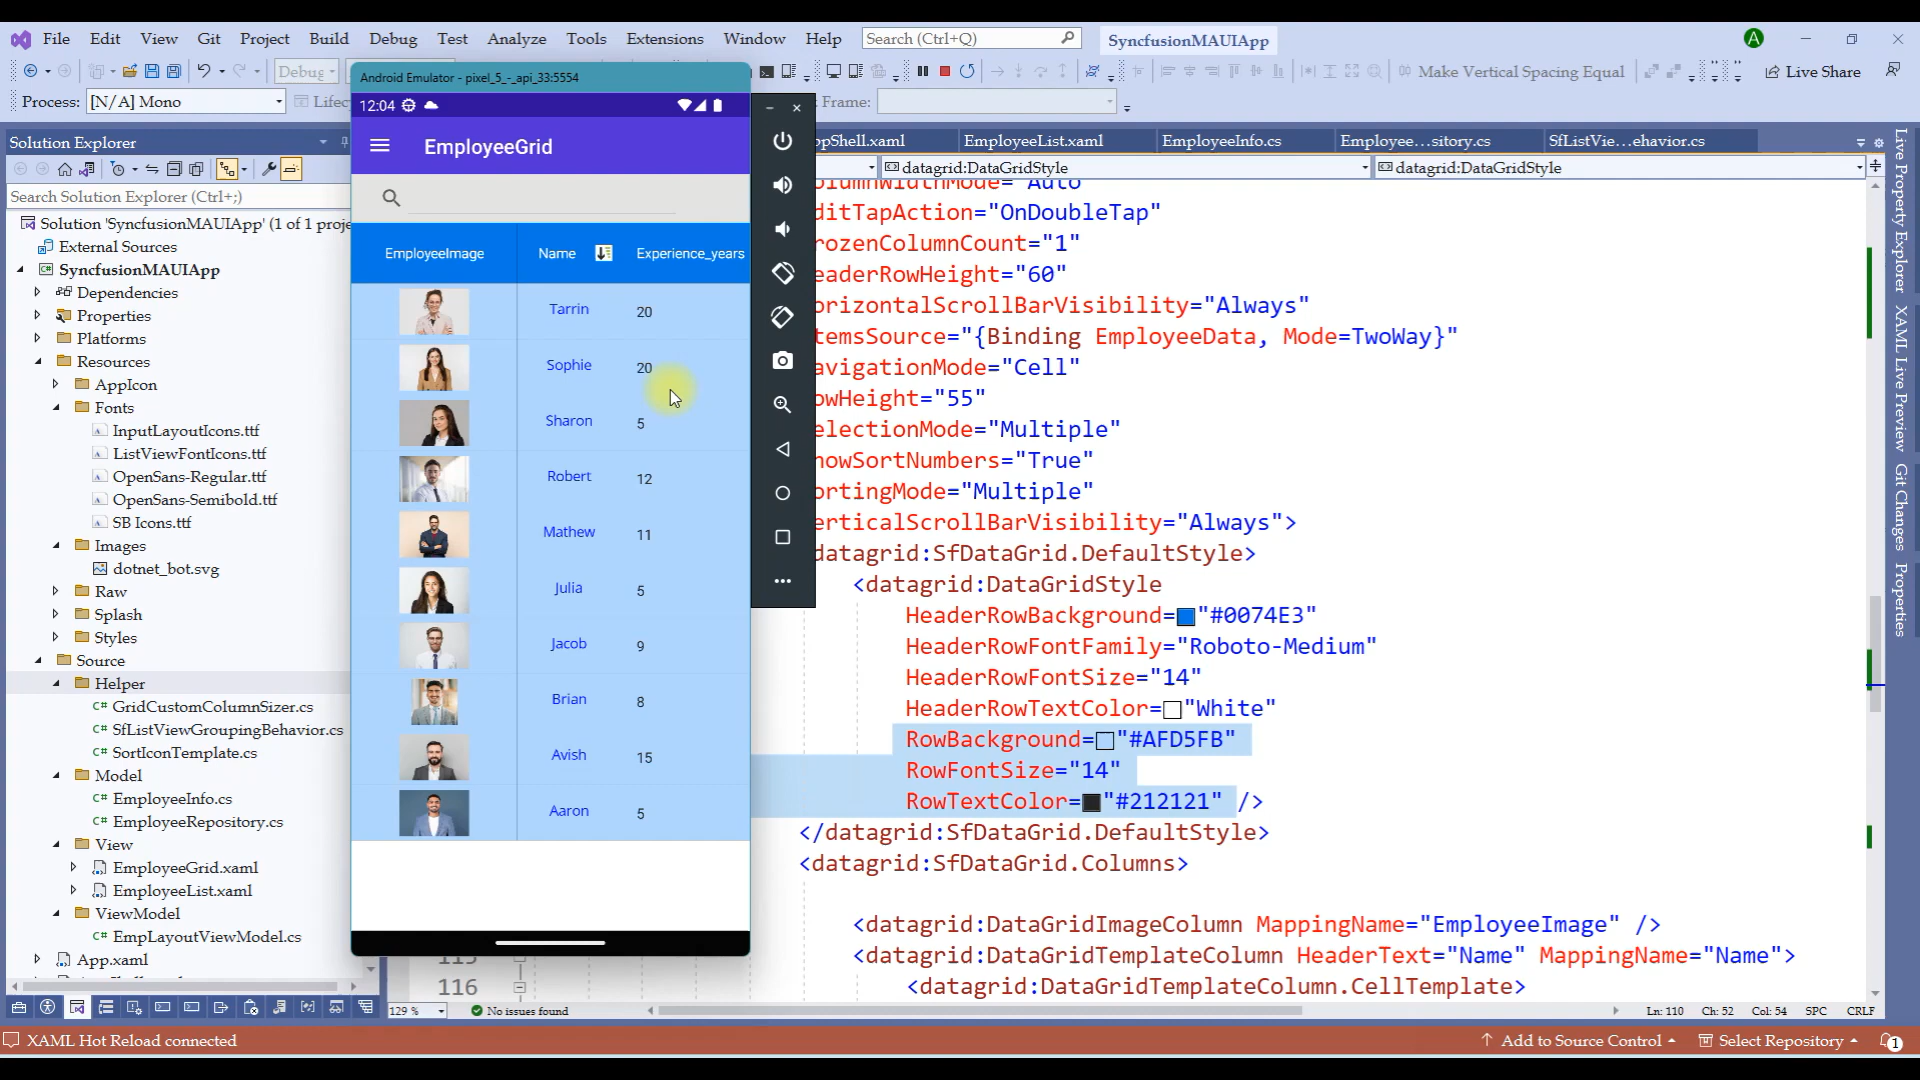 File Edit View Git Project Build Debug Test Analyze Tools Extensions Window Help Search (Ctrl+Q) SyncfusionMAUIApp A
Debug Make Vertical Spacing Equal Live Share
Process: [N/A] Mono Lifec Frame:
Solution Explorer
Search Solution Explorer (Ctrl+;)
Solution 'SyncfusionMAUIApp' (1 of 1 proje
External Sources
SyncfusionMAUIApp
Dependencies
Properties
Platforms
Resources
AppIcon
Fonts
InputLayoutIcons.ttf
ListViewFontIcons.ttf
OpenSans-Regular.ttf
OpenSans-Semibold.ttf
SB Icons.ttf
Images
dotnet_bot.svg
Raw
Splash
Styles
Source
Helper
GridCustomColumnSizer.cs
SfListViewGroupingBehavior.cs
SortIconTemplate.cs
Model
EmployeeInfo.cs
EmployeeRepository.cs
View
EmployeeGrid.xaml
EmployeeList.xaml
ViewModel
EmpLayoutViewModel.cs
App.xaml
Android Emulator - pixel_5_-_api_33:5554
12:04
EmployeeGrid
EmployeeImage Name Experience_years
Tarrin 20
Sophie 20
Sharon 5
Robert 12
Mathew 11
Julia 5
Jacob 9
Brian 8
Avish 15
Aaron 5
ppShell.xaml EmployeeList.xaml EmployeeInfo.cs Employee...sitory.cs SfListVie...ehavior.cs
datagrid:DataGridStyle datagrid:DataGridStyle
olumnWidthMode="Auto"
ditTapAction="OnDoubleTap"
rozenColumnCount="1"
eaderRowHeight="60"
orizontalScrollBarVisibility="Always"
temsSource="{Binding EmployeeData, Mode=TwoWay}"
avigationMode="Cell"
owHeight="55"
electionMode="Multiple"
howSortNumbers="True"
ortingMode="Multiple"
erticalScrollBarVisibility="Always">
datagrid:SfDataGrid.DefaultStyle>
<datagrid:DataGridStyle
HeaderRowBackground="#0074E3"
HeaderRowFontFamily="Roboto-Medium"
HeaderRowFontSize="14"
HeaderRowTextColor="White"
RowBackground="#AFD5FB"
RowFontSize="14"
RowTextColor="#212121" />
</datagrid:SfDataGrid.DefaultStyle>
<datagrid:SfDataGrid.Columns>
<datagrid:DataGridImageColumn MappingName="EmployeeImage" />
115 <datagrid:DataGridTemplateColumn HeaderText="Name" MappingName="Name">
116 <datagrid:DataGridTemplateColumn.CellTemplate>
129 % No issues found Ln: 110 Ch: 52 Col: 54 SPC CRLF
XAML Hot Reload connected Add to Source Control Select Repository 1
Live Property Explorer
XAML Live Preview
Git Changes
Properties